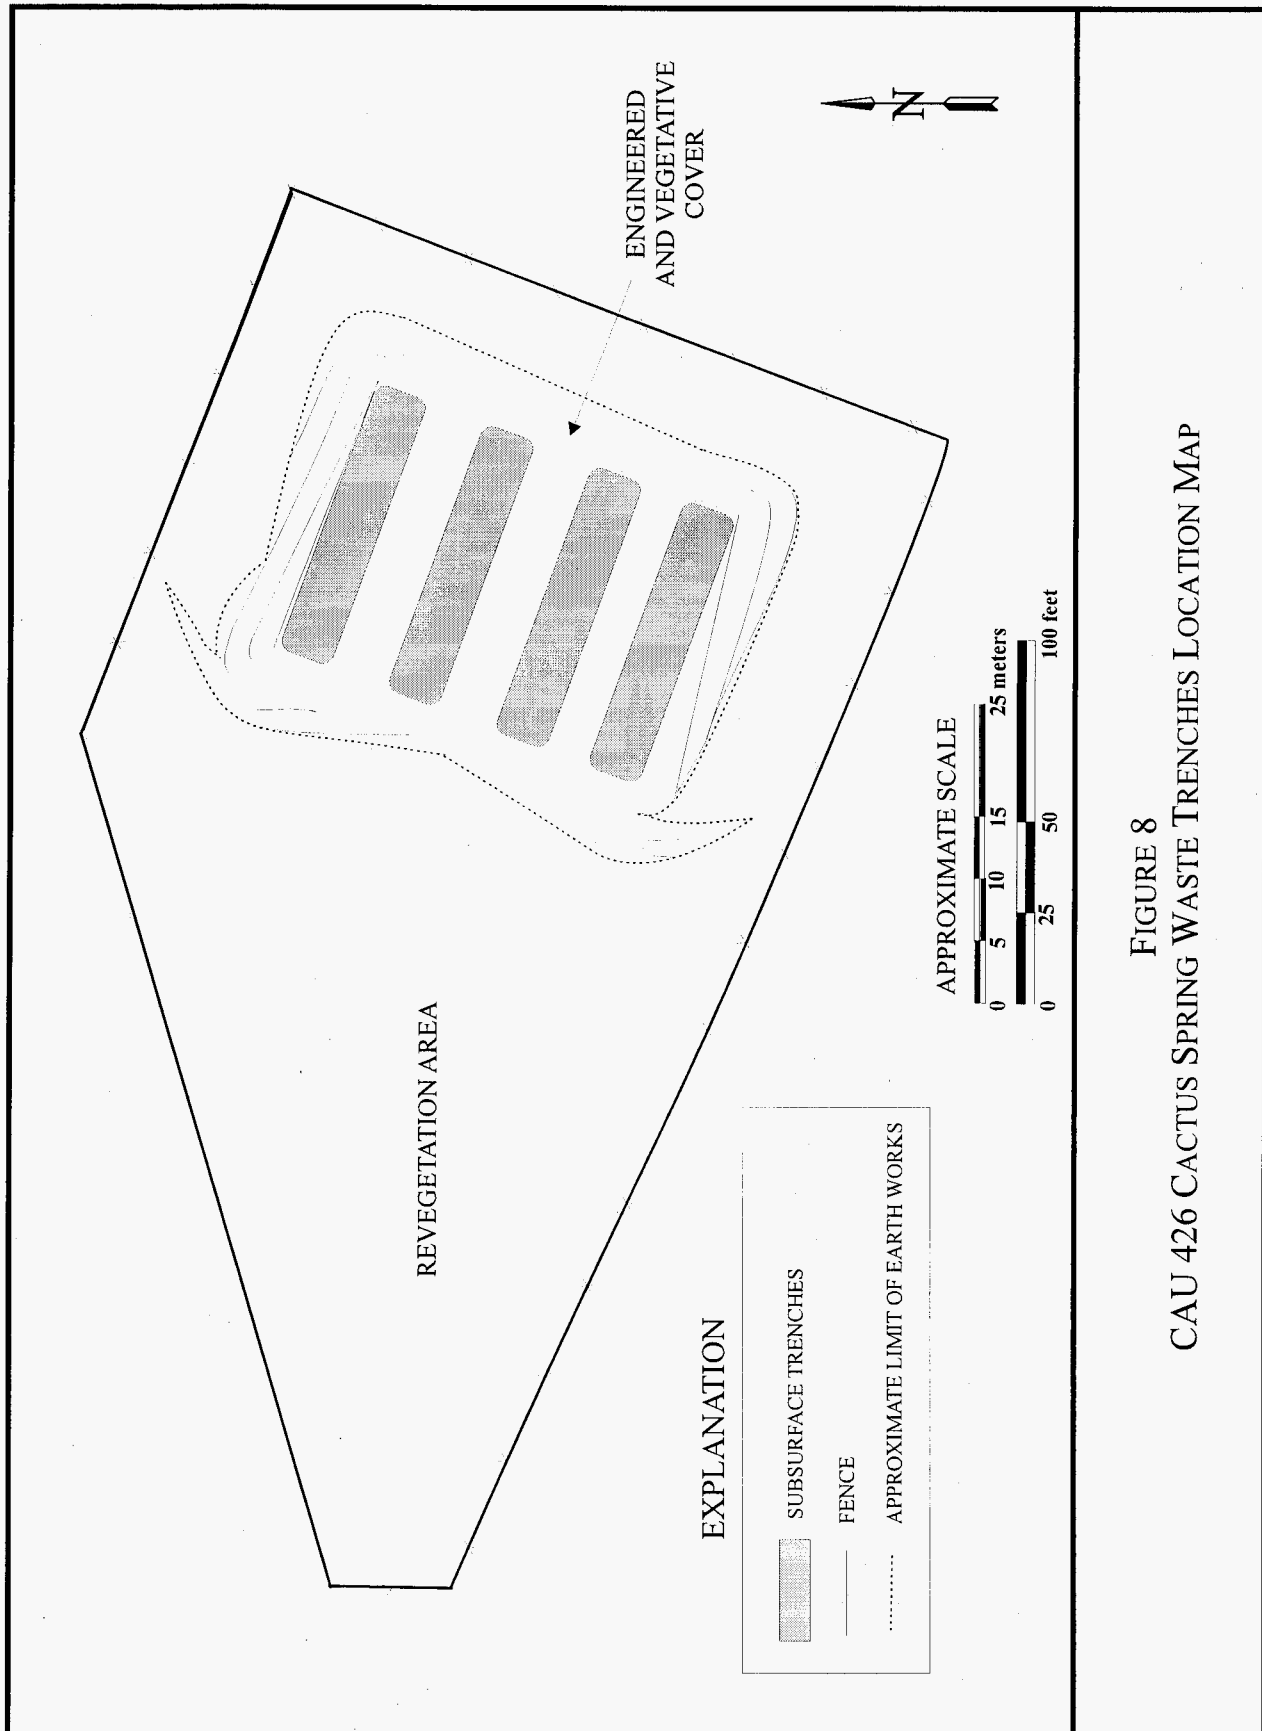 N
ENGINEERED
AND VEGETATIVE
COVER
REVEGETATION AREA
EXPLANATION
SUBSURFACE TRENCHES
FENCE
APPROXIMATE LIMIT OF EARTH WORKS
APPROXIMATE SCALE
0 5 10 15 25 meters
0 25 50 100 feet
FIGURE 8
CAU 426 CACTUS SPRING WASTE TRENCHES LOCATION MAP